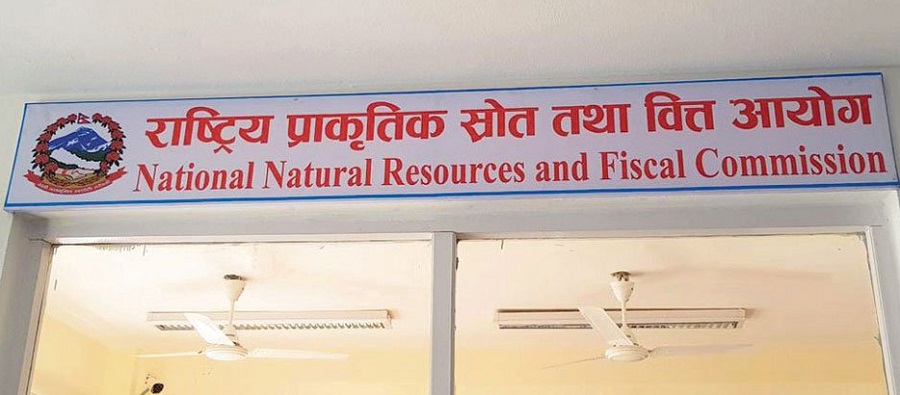 राष्ट्रिय प्राकृतिक स्रोत तथा वित्त आयोग
National Natural Resources and Fiscal Commission